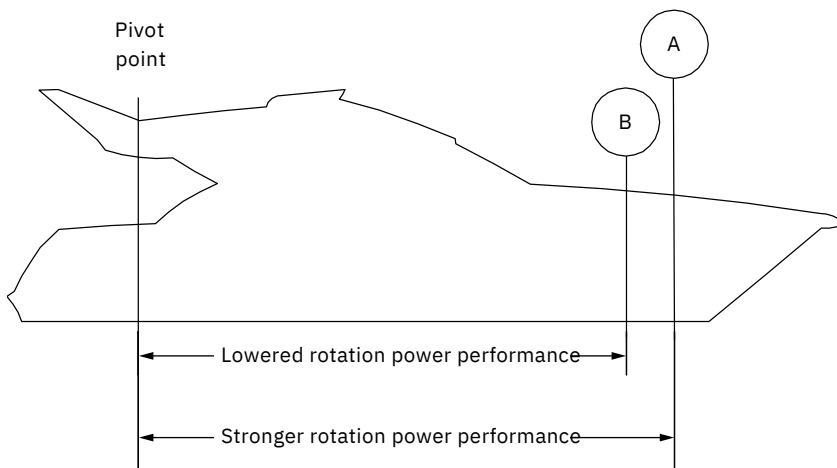 Pivot
point
A
B
Lowered rotation power performance
Stronger rotation power performance